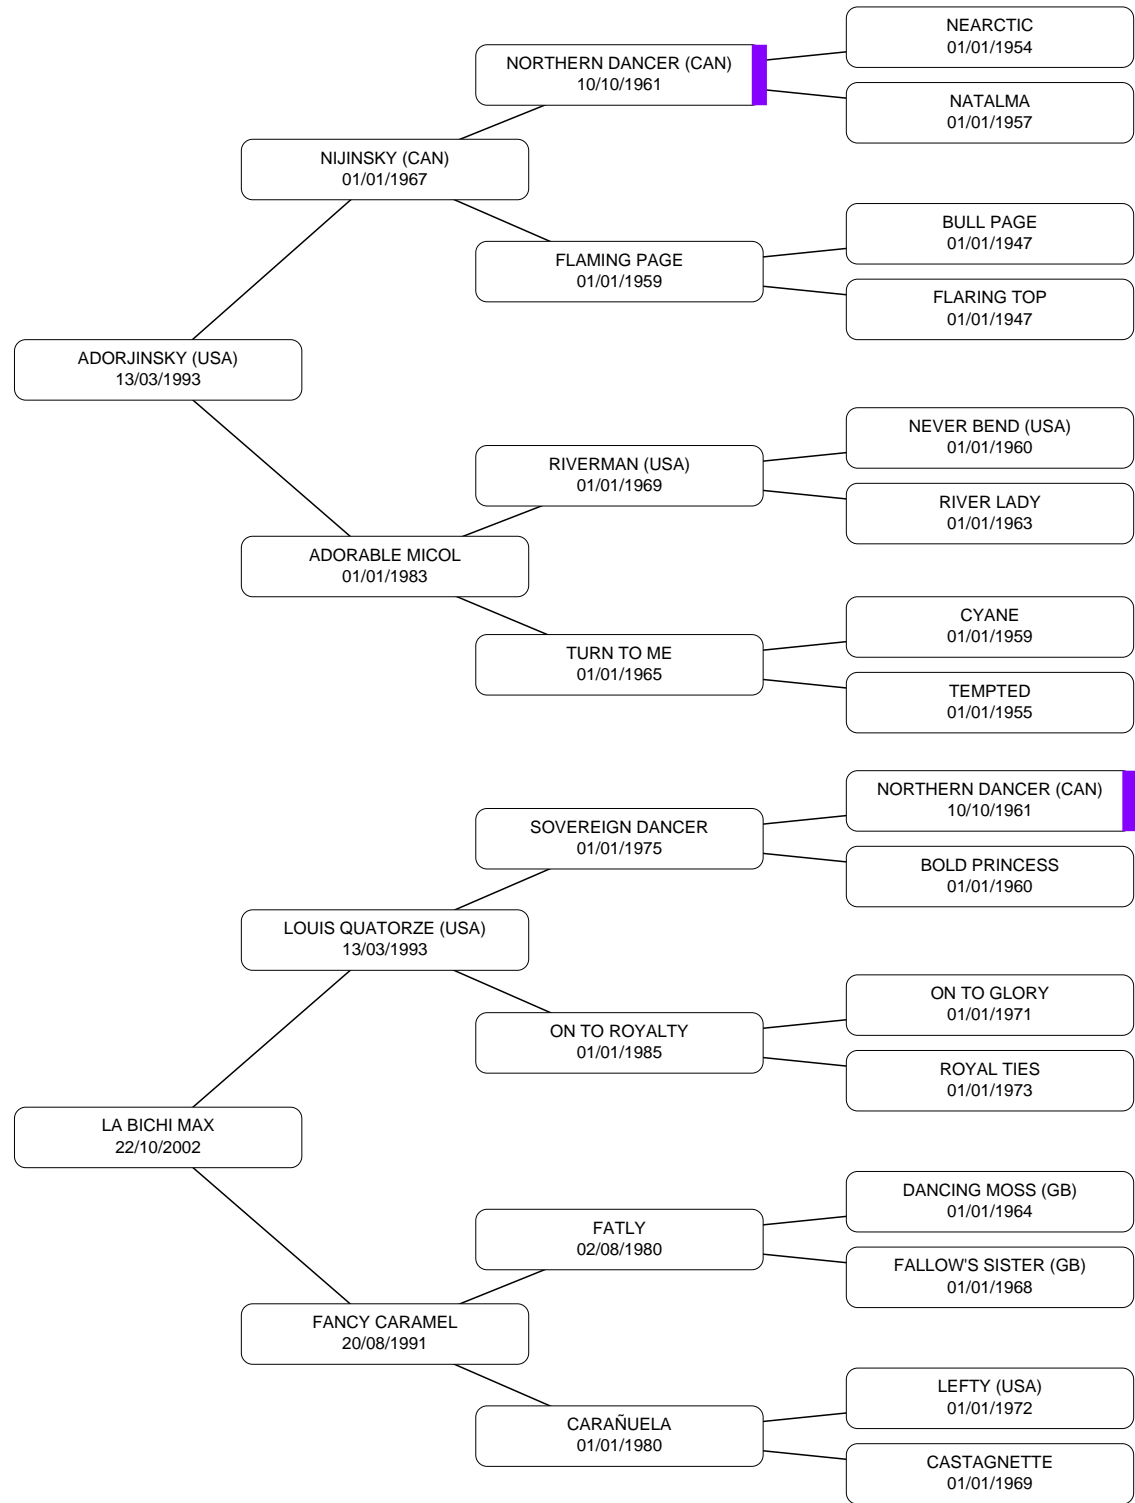 NEARCTIC
01/01/1954
NORTHERN DANCER (CAN)
10/10/1961
NATALMA
01/01/1957
NIJINSKY (CAN)
01/01/1967
BULL PAGE
01/01/1947
FLAMING PAGE
01/01/1959
FLARING TOP
01/01/1947
ADORJINSKY (USA)
13/03/1993
NEVER BEND (USA)
01/01/1960
RIVERMAN (USA)
01/01/1969
RIVER LADY
01/01/1963
ADORABLE MICOL
01/01/1983
CYANE
01/01/1959
TURN TO ME
01/01/1965
TEMPTED
01/01/1955
NORTHERN DANCER (CAN)
10/10/1961
SOVEREIGN DANCER
01/01/1975
BOLD PRINCESS
01/01/1960
LOUIS QUATORZE (USA)
13/03/1993
ON TO GLORY
01/01/1971
ON TO ROYALTY
01/01/1985
ROYAL TIES
01/01/1973
LA BICHI MAX
22/10/2002
DANCING MOSS (GB)
01/01/1964
FATLY
02/08/1980
FALLOW'S SISTER (GB)
01/01/1968
FANCY CARAMEL
20/08/1991
LEFTY (USA)
01/01/1972
CARAÑUELA
01/01/1980
CASTAGNETTE
01/01/1969